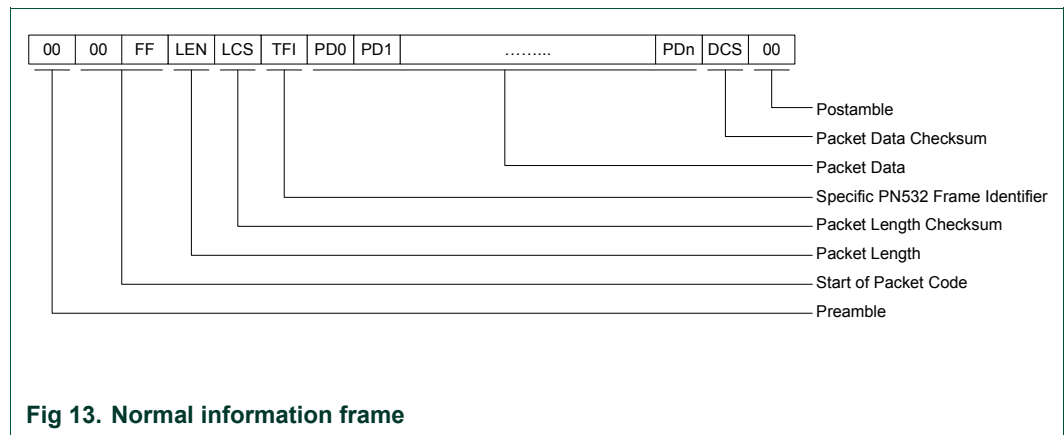 00 00 FF LEN LCS TFI PD0 PD1 ……... PDn DCS 00
Postamble
Packet Data Checksum
Packet Data
Specific PN532 Frame Identifier
Packet Length Checksum
Packet Length
Start of Packet Code
Preamble
Fig 13. Normal information frame